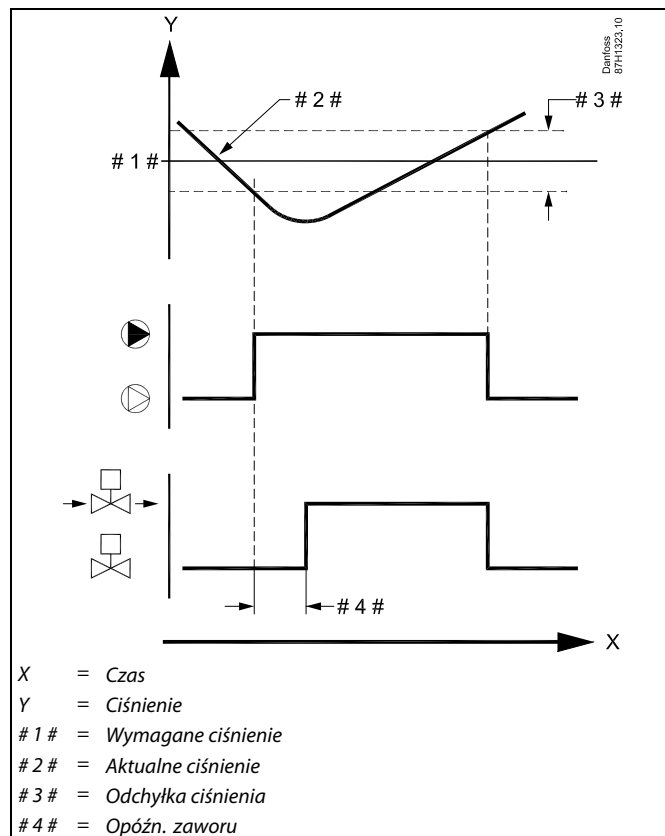 Y
Danfoss
87H1323.10
# 2 #
# 3 #
# 1 #
# 4 #
X
X = Czas
Y = Ciśnienie
# 1 # = Wymagane ciśnienie
# 2 # = Aktualne ciśnienie
# 3 # = Odchyłka ciśnienia
# 4 # = Opóźn. zaworu